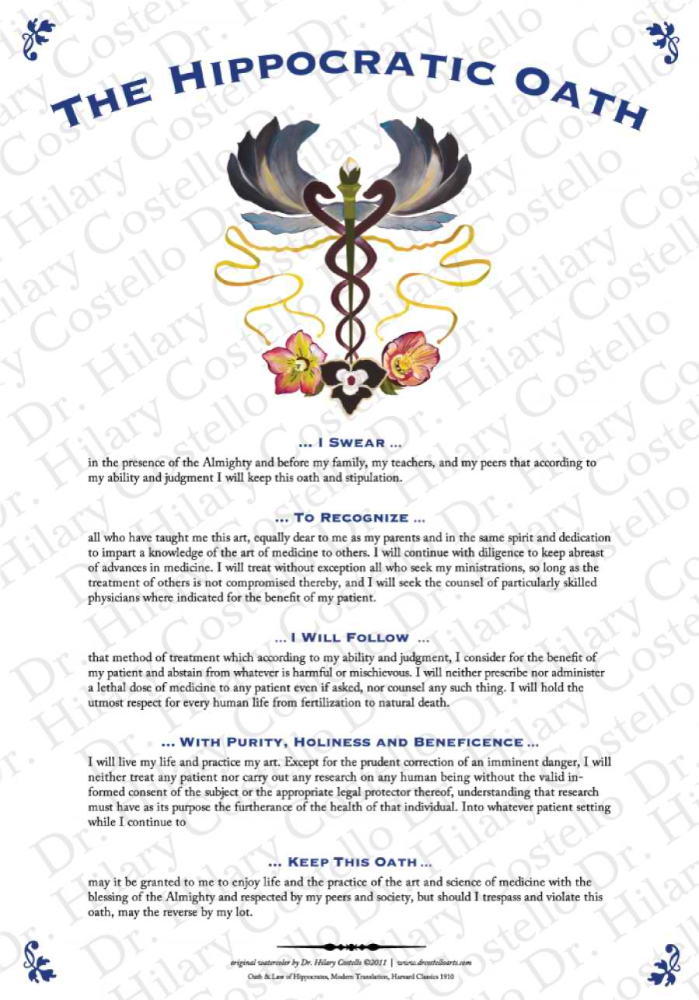 The Hippocratic Oath
... I Swear ...
in the presence of the Almighty and before my family, my teachers, and my peers that according to
my ability and judgment I will keep this oath and stipulation.
... To Recognize ...
all who have taught me this art, equally dear to me as my parents and in the same spirit and dedication
to impart a knowledge of the art of medicine to others. I will continue with diligence to keep abreast
of advances in medicine. I will treat without exception all who seek my ministrations, so long as the
treatment of others is not compromised thereby, and I will seek the counsel of particularly skilled
physicians where indicated for the benefit of my patient.
... I Will Follow ...
that method of treatment which according to my ability and judgment, I consider for the benefit of
my patient and abstain from whatever is harmful or mischievous. I will neither prescribe nor administer
a lethal dose of medicine to any patient even if asked, nor counsel any such thing. I will hold the
utmost respect for every human life from fertilization to natural death.
... With Purity, Holiness and Beneficence ...
I will live my life and practice my art. Except for the prudent correction of an imminent danger, I will
neither treat any patient nor carry out any research on any human being without the valid in-
formed consent of the subject or the appropriate legal protector thereof, understanding that research
must have as its purpose the furtherance of the health of that individual. Into whatever patient setting
while I continue to
... Keep This Oath ...
may it be granted to me to enjoy life and the practice of the art and science of medicine with the
blessing of the Almighty and respected by my peers and society, but should I trespass and violate this
oath, may the reverse by my lot.
original watercolor by Dr. Hilary Costello ©2011 | www.drcostelloarts.com
Oath & Law of Hippocrates, Modern Translation, Harvard Classics 1910
Dr. Hilary Costello